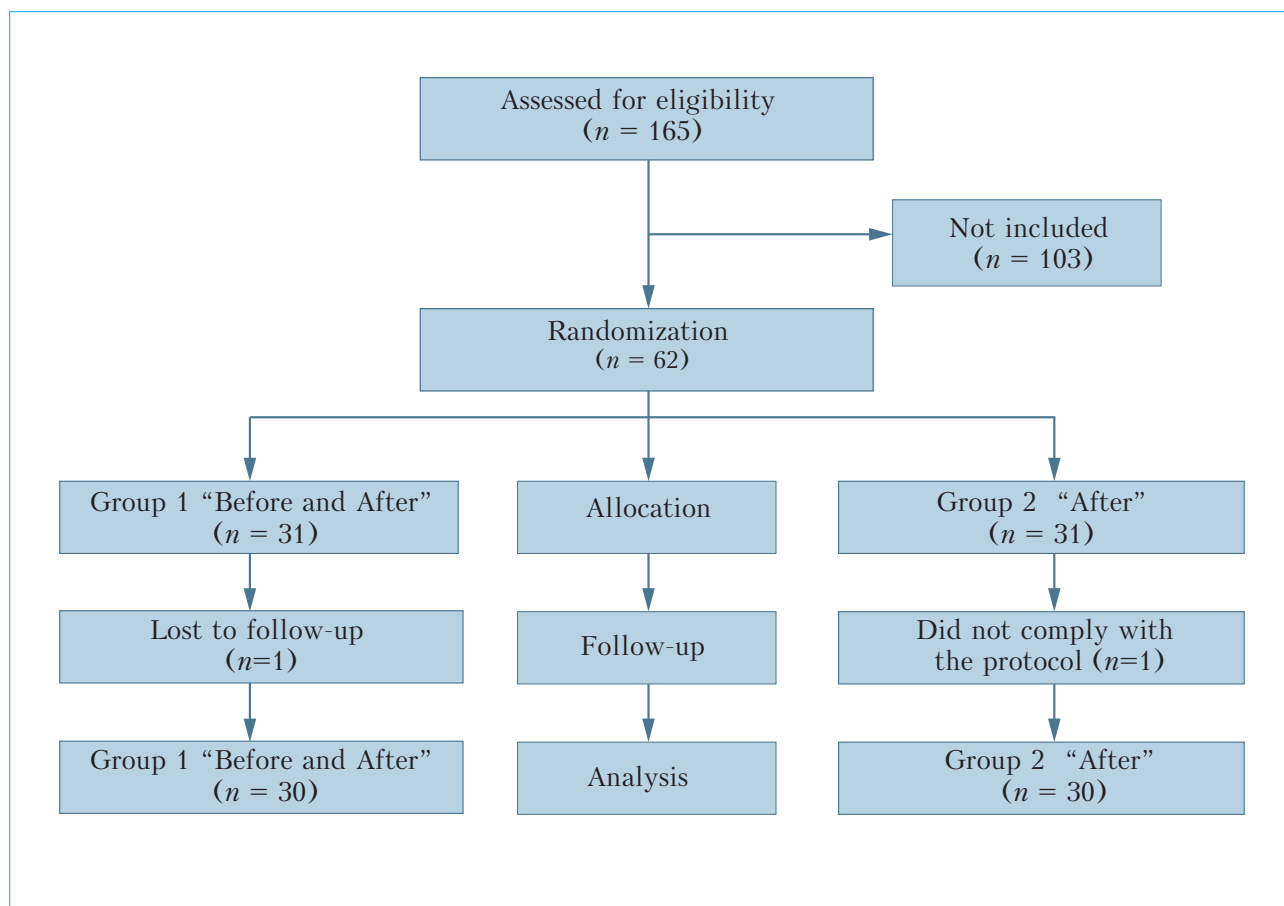 Assessed for eligibility
(n = 165)
Not included
(n = 103)
Randomization
(n = 62)
Group 1 “Before and After”
(n = 31)
Allocation
Group 2 “After”
(n = 31)
Lost to follow-up
(n=1)
Follow-up
Did not comply with
the protocol (n=1)
Group 1 “Before and After”
(n = 30)
Analysis
Group 2 “After”
(n = 30)